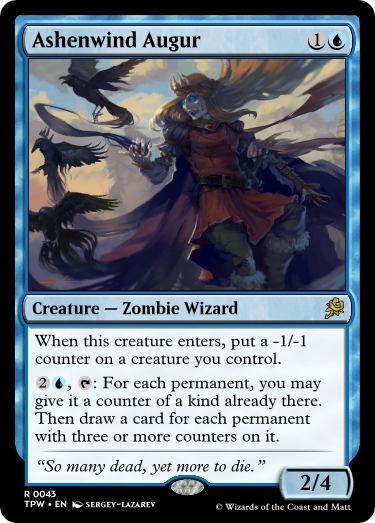 Ashenwind Augur 1
Creature — Zombie Wizard
When this creature enters, put a -1/-1
counter on a creature you control.
2 , : For each permanent, you may
give it a counter of a kind already there.
Then draw a card for each permanent
with three or more counters on it.
“So many dead, yet more to die.”
2/4
R 0043
TPW • EN SERGEY-LAZAREV
© Wizards of the Coast and Matt